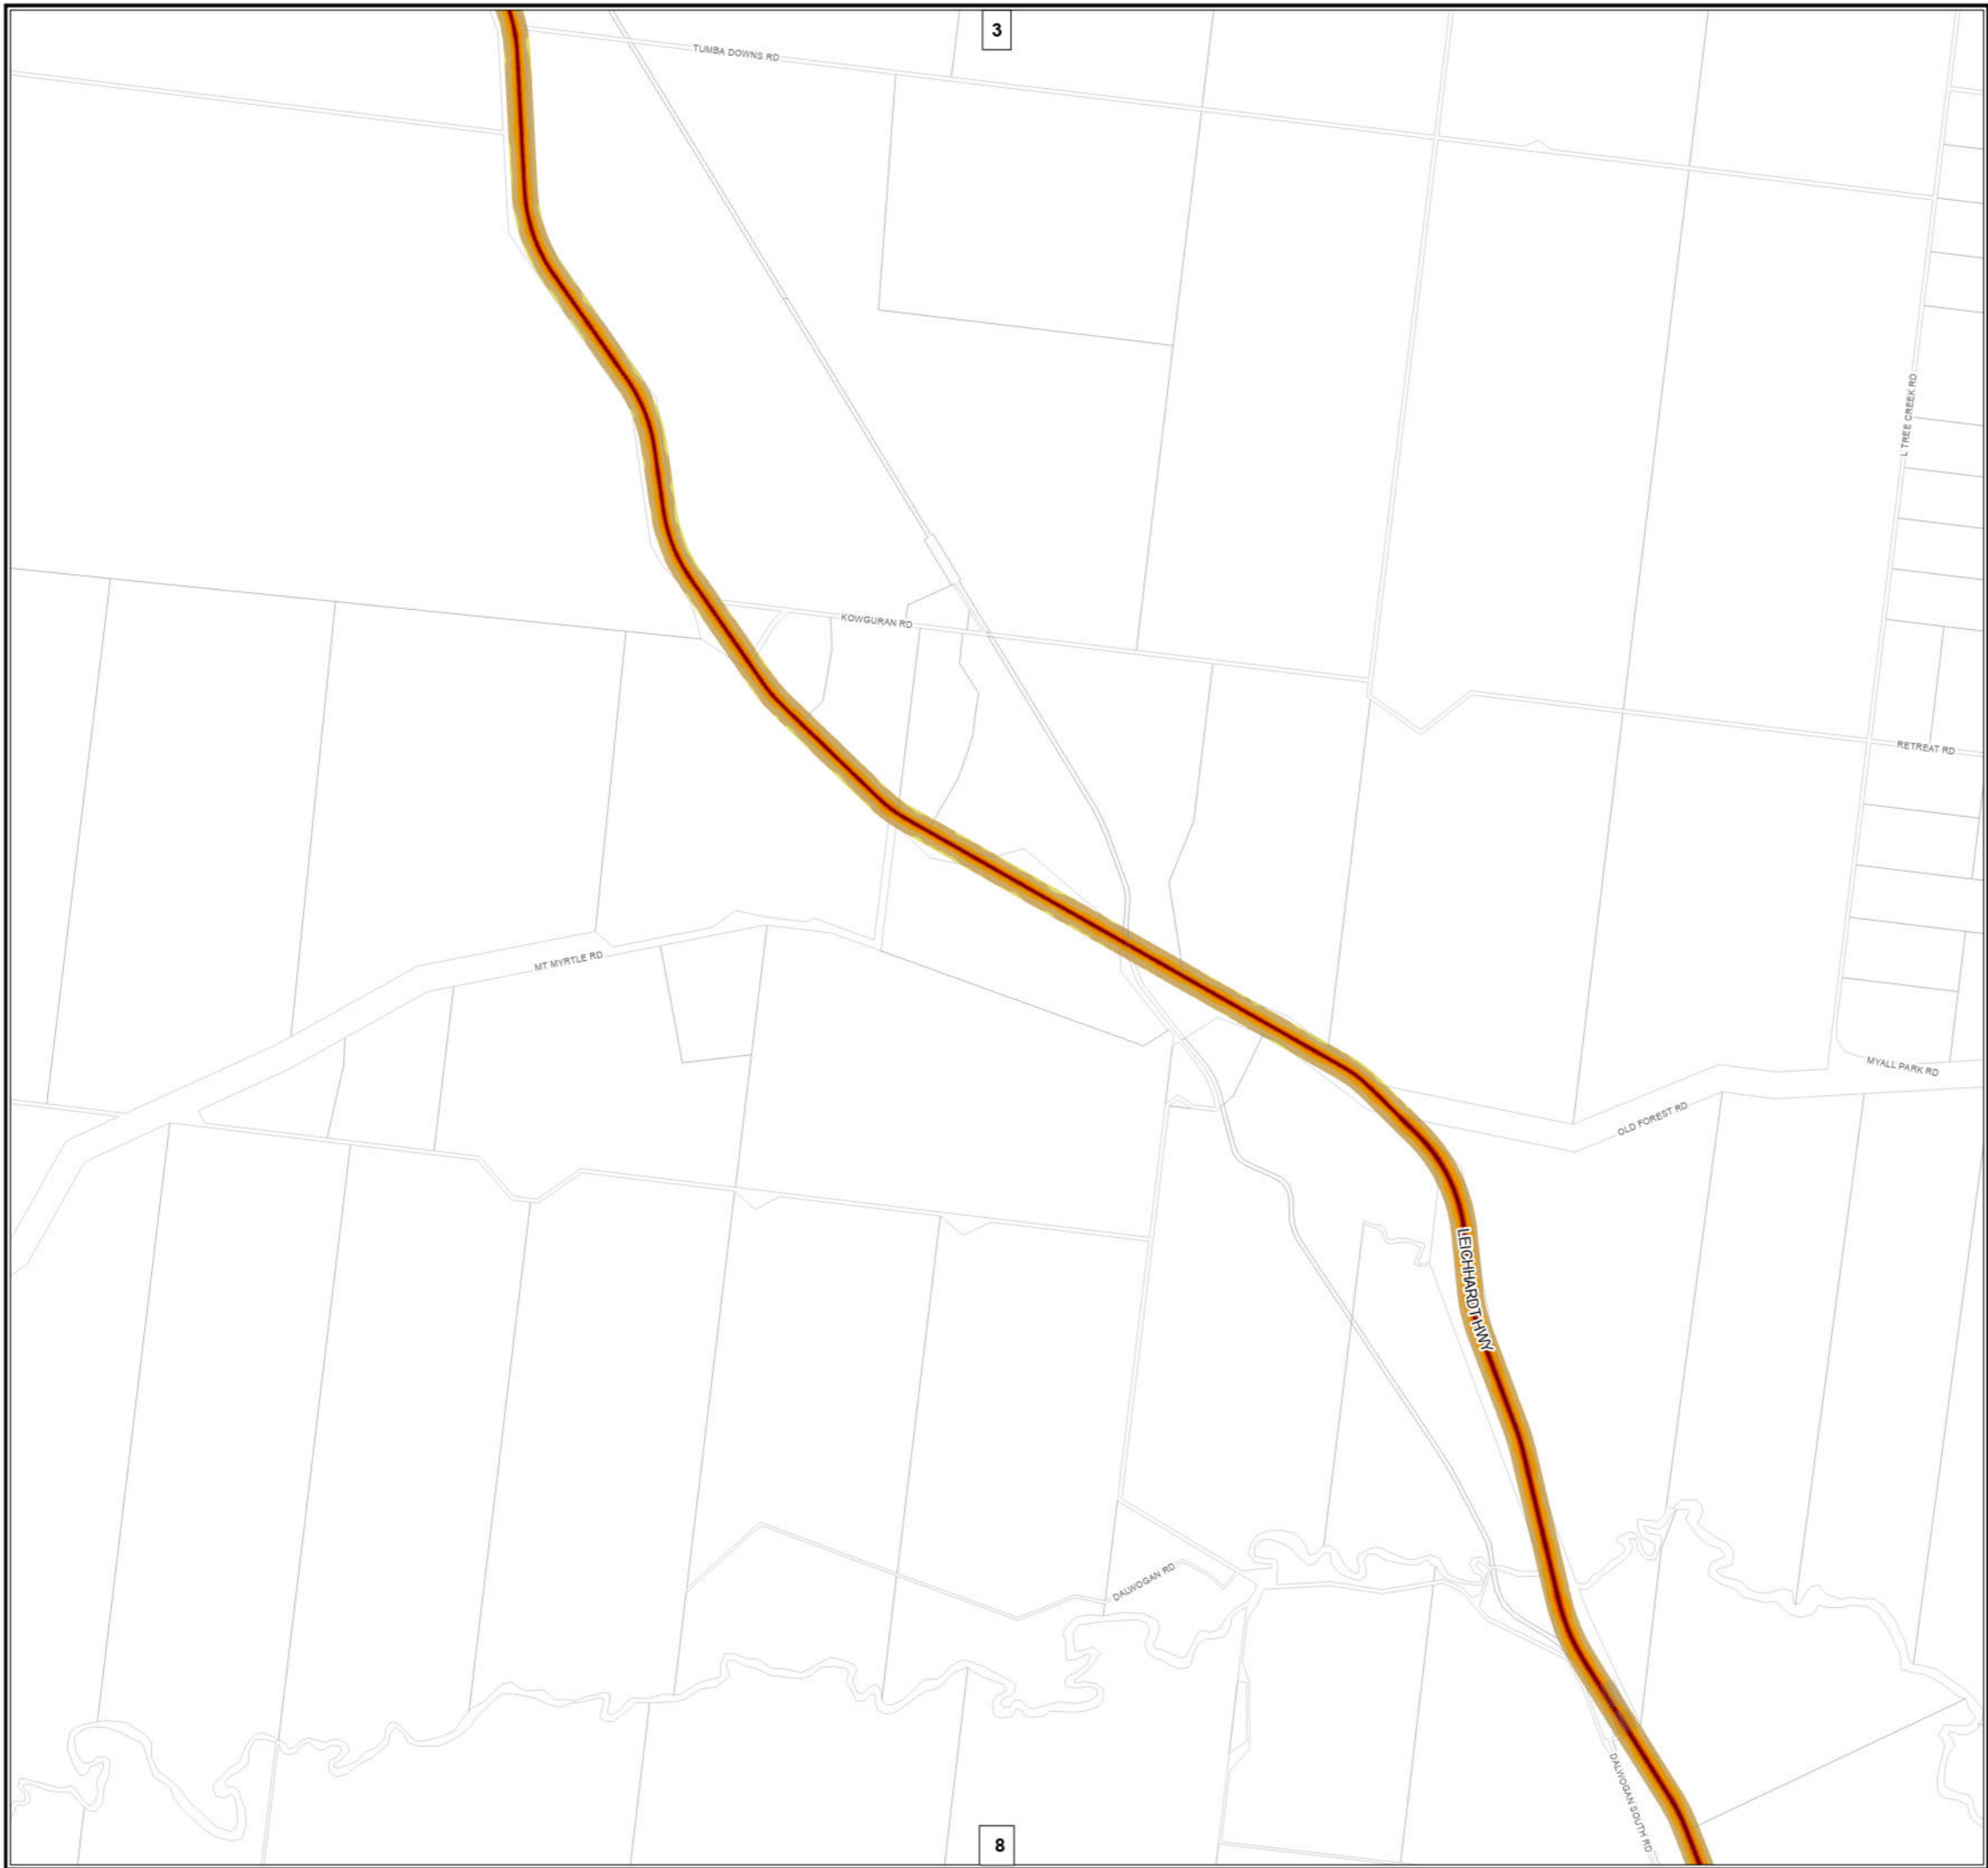 3
TUMBA DOWNS RD
L TREE CREEK RD
KOWGURAN RD
RETREAT RD
MT MYRTLE RD
MYALL PARK RD
OLD FOREST RD
LEICHHARDT HWY
DALWOGAN RD
DALWOGAN SOUTH RD
8